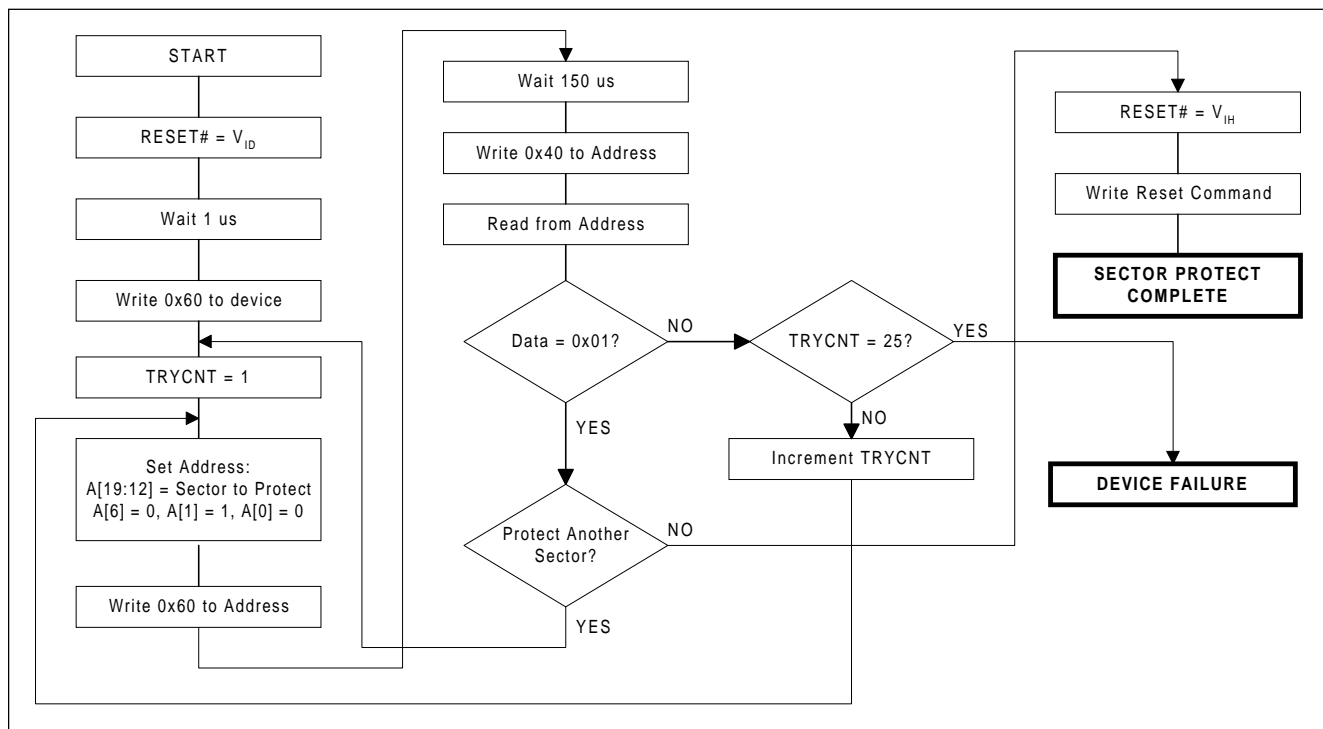 START
RESET# = VID
Wait 1 us
Write 0x60 to device
TRYCNT = 1
Set Address:
A[19:12] = Sector to Protect
A[6] = 0, A[1] = 1, A[0] = 0
Write 0x60 to Address
Wait 150 us
Write 0x40 to Address
Read from Address
Data = 0x01?
NO
YES
TRYCNT = 25?
YES
NO
Increment TRYCNT
Protect Another
Sector?
NO
YES
RESET# = VIH
Write Reset Command
SECTOR PROTECT
COMPLETE
DEVICE FAILURE